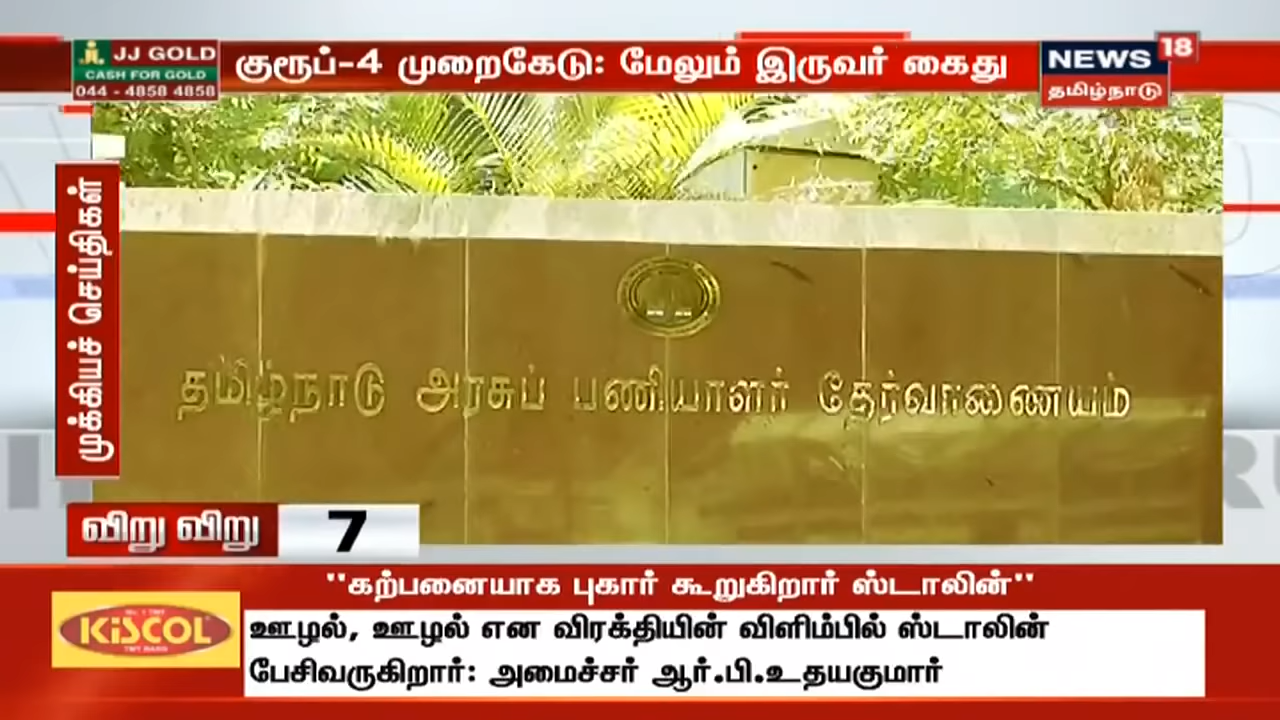 JJ GOLD
CASH FOR GOLD
044 - 4858 4858
குரூப்-4 முறைகேடு: மேலும் இருவர் கைது
NEWS 18
தமிழ்நாடு
முக்கியச் செய்திகள்
தமிழ்நாடு அரசுப் பணியாளர் தேர்வாணையம்
விறு விறு 7
"கற்பனையாக புகார் கூறுகிறார் ஸ்டாலின்"
KiSCOL
ஊழல், ஊழல் என விரக்தியின் விளிம்பில் ஸ்டாலின்
பேசிவருகிறார்: அமைச்சர் ஆர்.பி.உதயகுமார்